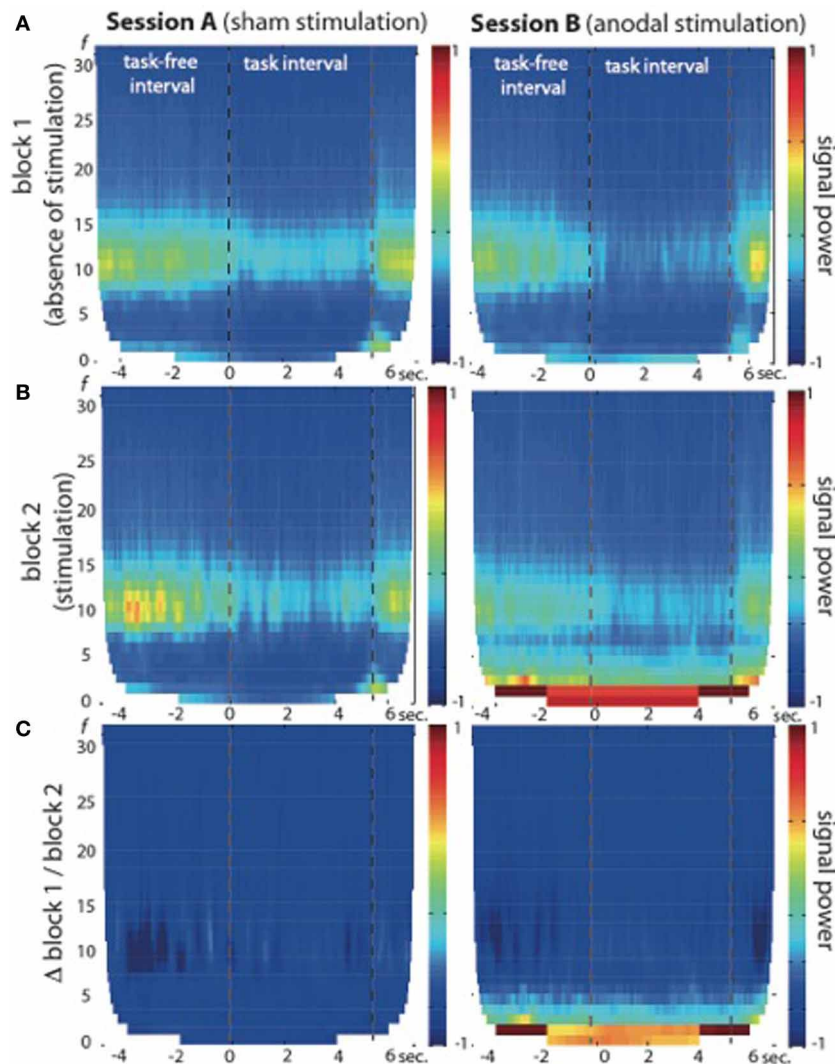 Session A (sham stimulation)
Session B (anodal stimulation)
A
f
30
25
20
15
10
5
0
block 1
(absence of stimulation)
task-free
interval
task interval
-4 -2 0 2 4 6 sec.
1
-1
task-free
interval
task interval
-4 -2 0 2 4 6 sec.
1
-1
signal power
B
f
30
25
20
15
10
5
0
block 2
(stimulation)
-4 -2 0 2 4 6 sec.
1
-1
-4 -2 0 2 4 6 sec.
1
-1
signal power
C
f
30
25
20
15
10
5
0
Δ block 1 / block 2
-4 -2 0 2 4 6 sec.
1
-1
-4 -2 0 2 4 6 sec.
1
-1
signal power